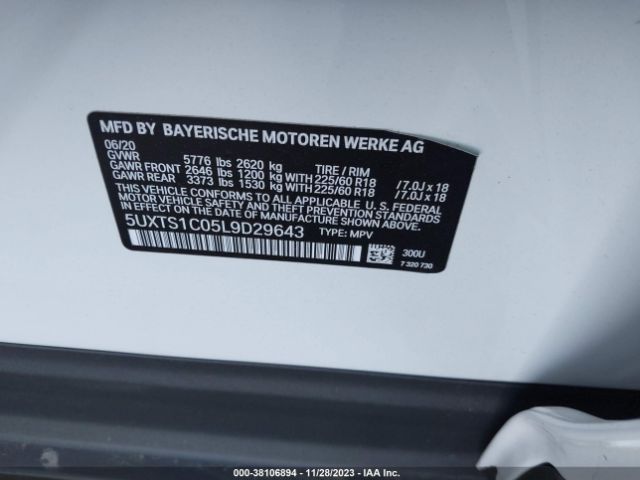 MFD BY BAYERISCHE MOTOREN WERKE AG
06/20
GVWR 5776 lbs 2620 kg TIRE / RIM
GAWR FRONT 2646 lbs 1200 kg WITH 225/60 R18 /7.0J x 18
GAWR REAR 3373 lbs 1530 kg WITH 225/60 R18 /7.0J x 18
THIS VEHICLE CONFORMS TO ALL APPLICABLE U. S. FEDERAL
MOTOR VEHICLE SAFETY, BUMPER, AND THEFT PREVENTION
STANDARDS IN EFFECT ON THE DATE OF MANUFACTURE SHOWN ABOVE.
5UXTS1C05L9D29643 TYPE: MPV
300U
7 320 730
000-38106894 | 11/28/2023 | IAA Inc.